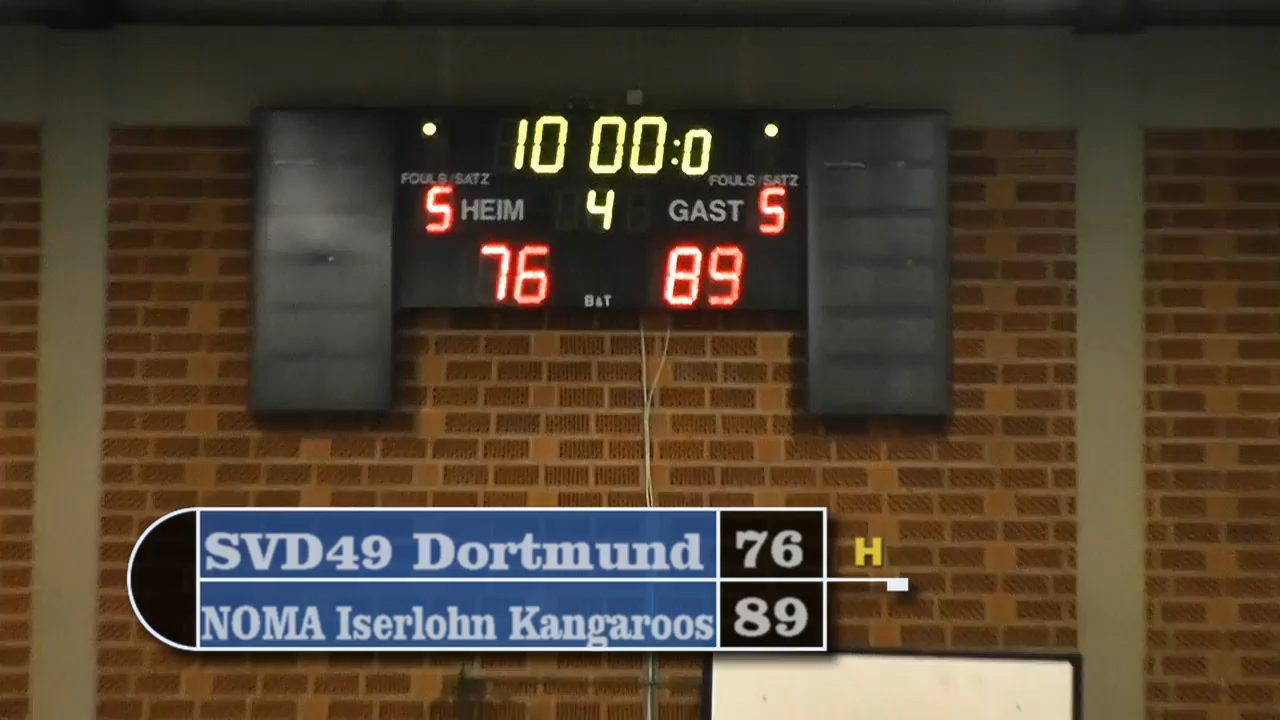 10 00:0
FOULS/SATZ FOULS/SATZ
5 HEIM 4 GAST 5
76 89
B&T
SVD49 Dortmund 76 H
NOMA Iserlohn Kangaroos 89